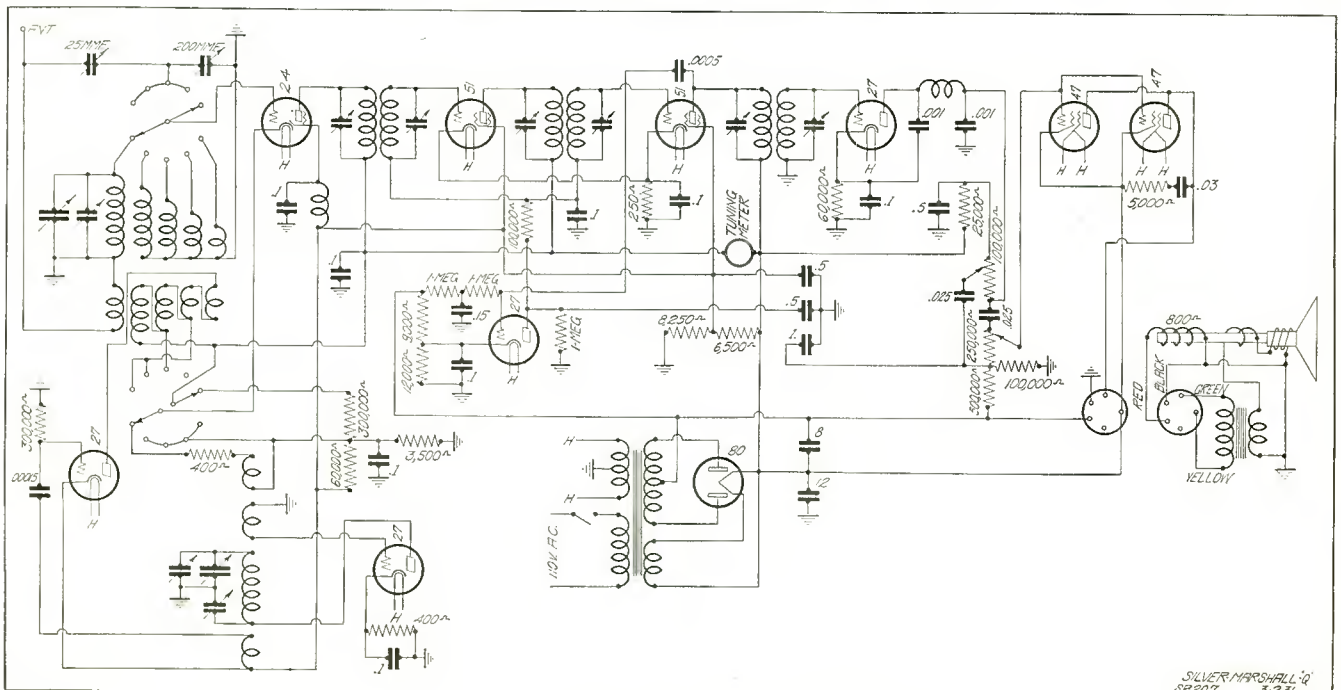 ANT
25MMF.
200MMF.
.0005
24
51
51
27
47
47
.001
.001
H
H
H
H
H H
H H
5,000Ω
.03
.1
.1
100,000Ω
.1
250Ω
.1
TUNING METER
60,000Ω
.1
.5
25,000Ω
100,000Ω
1-MEG
1-MEG
27
.15
.1
H
1-MEG
8,250Ω
6,500Ω
.5
.5
1.
.025
.025
250,000Ω
500,000Ω
100,000Ω
800Ω
RED
BLACK
GREEN
YELLOW
300,000Ω
27
.0005
H
400Ω
300,000Ω
60,000Ω
3,500Ω
.1
27
H
400Ω
.1
H
H
110V. A.C.
80
8
12
SILVER-MARSHALL "Q"